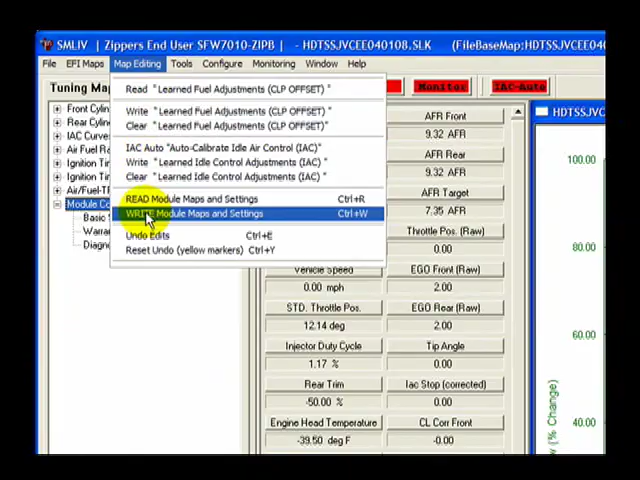 SMLIV | Zippers End User SFW7010-ZIPB | - HDTSSJVCEE040108.SLK (FileBaseMap:HDTSSJV
File EFI Maps Map Editing Tools Configure Monitoring Window Help
Tuning Map
Monitor IAC-Auto
Read "Learned Fuel Adjustments (CLP OFFSET) "
Write "Learned Fuel Adjustments (CLP OFFSET) "
Clear "Learned Fuel Adjustments (CLP OFFSET) "
IAC Auto "Auto-Calibrate Idle Air Control (IAC)"
Write "Learned Idle Control Adjustments (IAC) "
Clear "Learned Idle Control Adjustments (IAC) "
READ Module Maps and Settings Ctrl+R
WRITE Module Maps and Settings Ctrl+W
Undo Edits Ctrl+E
Reset Undo (yellow markers) Ctrl+Y
Front Cylin
Rear Cylin
IAC Curve
Air Fuel Ra
Ignition Tim
Ignition Tim
Air/Fuel-TP
Module Co
Basic S
Warra
Diagn
AFR Front
9.32 AFR
AFR Rear
9.32 AFR
AFR Target
7.35 AFR
Throttle Pos. (Raw)
0.00
Vehicle Speed
0.00 mph
EGO Front (Raw)
2.00
STD. Throttle Pos.
12.14 deg
EGO Rear (Raw)
2.00
Injector Duty Cycle
1.17 %
Tip Angle
0.00
Rear Trim
-50.00 %
Iac Stop (corrected)
0.00
Engine Head Temperature
-39.50 deg F
CL Corr Front
-0.00
HDTSSJVC
100.00
80.00
60.00
40.00
w (% Change)